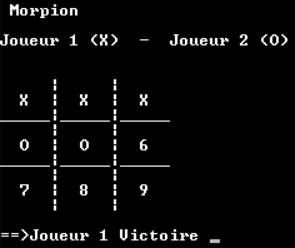 Morpion
Joueur 1 (X) - Joueur 2 (O)
X X X
O O 6
7 8 9
==>Joueur 1 Victoire _